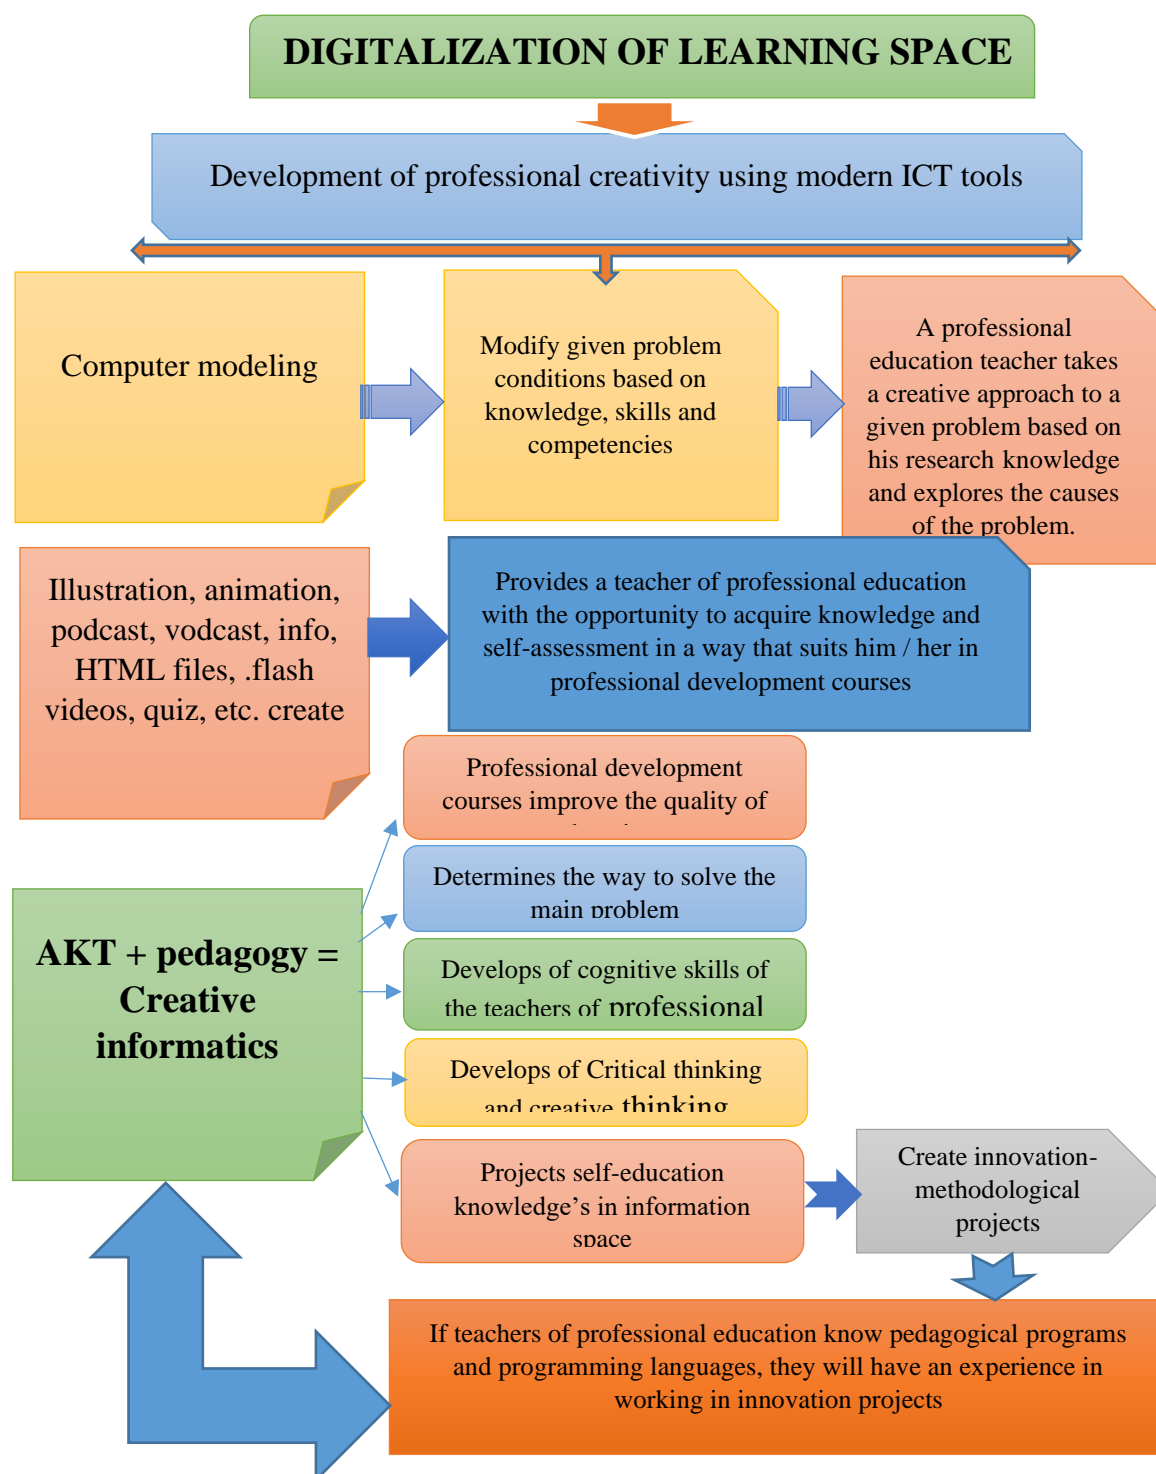 DIGITALIZATION OF LEARNING SPACE
Development of professional creativity using modern ICT tools
Computer modeling
Modify given problem
conditions based on
knowledge, skills and
competencies
A professional
education teacher takes
a creative approach to a
given problem based on
his research knowledge
and explores the causes
of the problem.
Illustration, animation,
podcast, vodcast, info,
HTML files, .flash
videos, quiz, etc. create
Provides a teacher of professional education
with the opportunity to acquire knowledge and
self-assessment in a way that suits him / her in
professional development courses
Professional development
courses improve the quality of
Determines the way to solve the
main problem
Develops of cognitive skills of
the teachers of professional
AKT + pedagogy =
Creative
informatics
Develops of Critical thinking
and creative thinking
Projects self-education
knowledge’s in information
space
Create innovation-
methodological
projects
If teachers of professional education know pedagogical programs
and programming languages, they will have an experience in
working in innovation projects